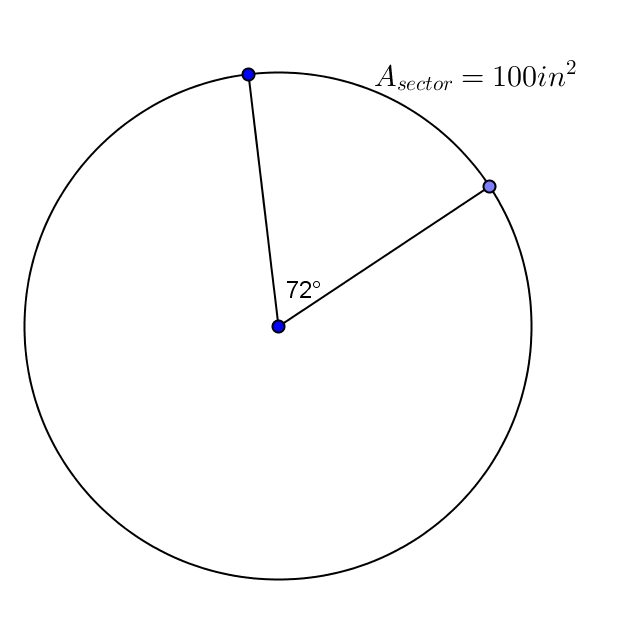 A_{sector} = 100in^2
72°